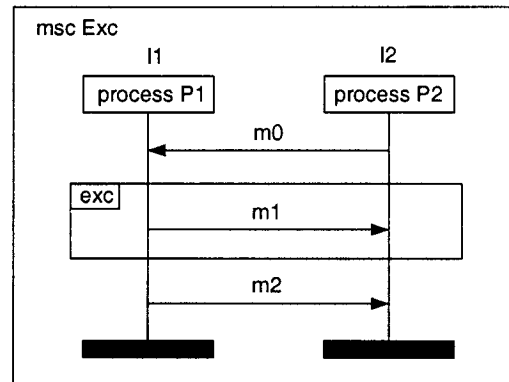 msc Exc
I1 I2
process P1 process P2
m0
exc
m1
m2